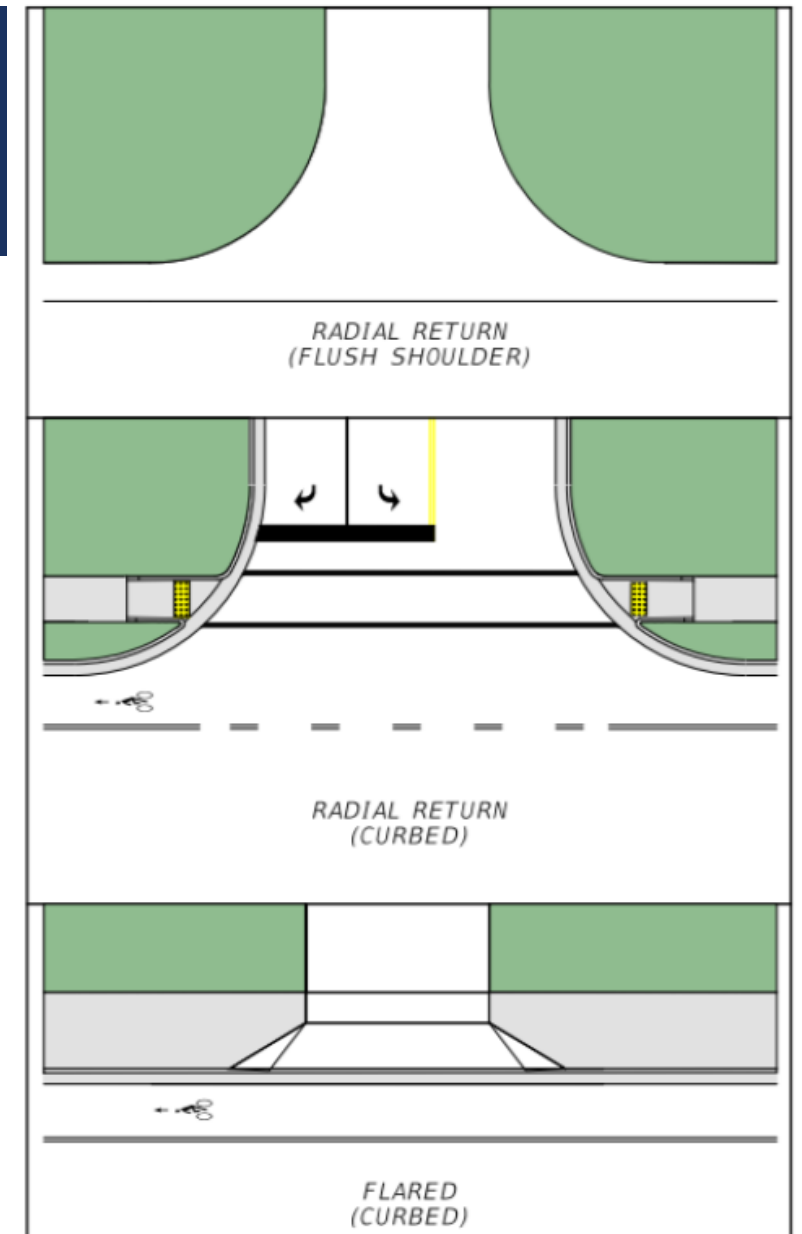 RADIAL RETURN
(FLUSH SHOULDER)
RADIAL RETURN
(CURBED)
FLARED
(CURBED)